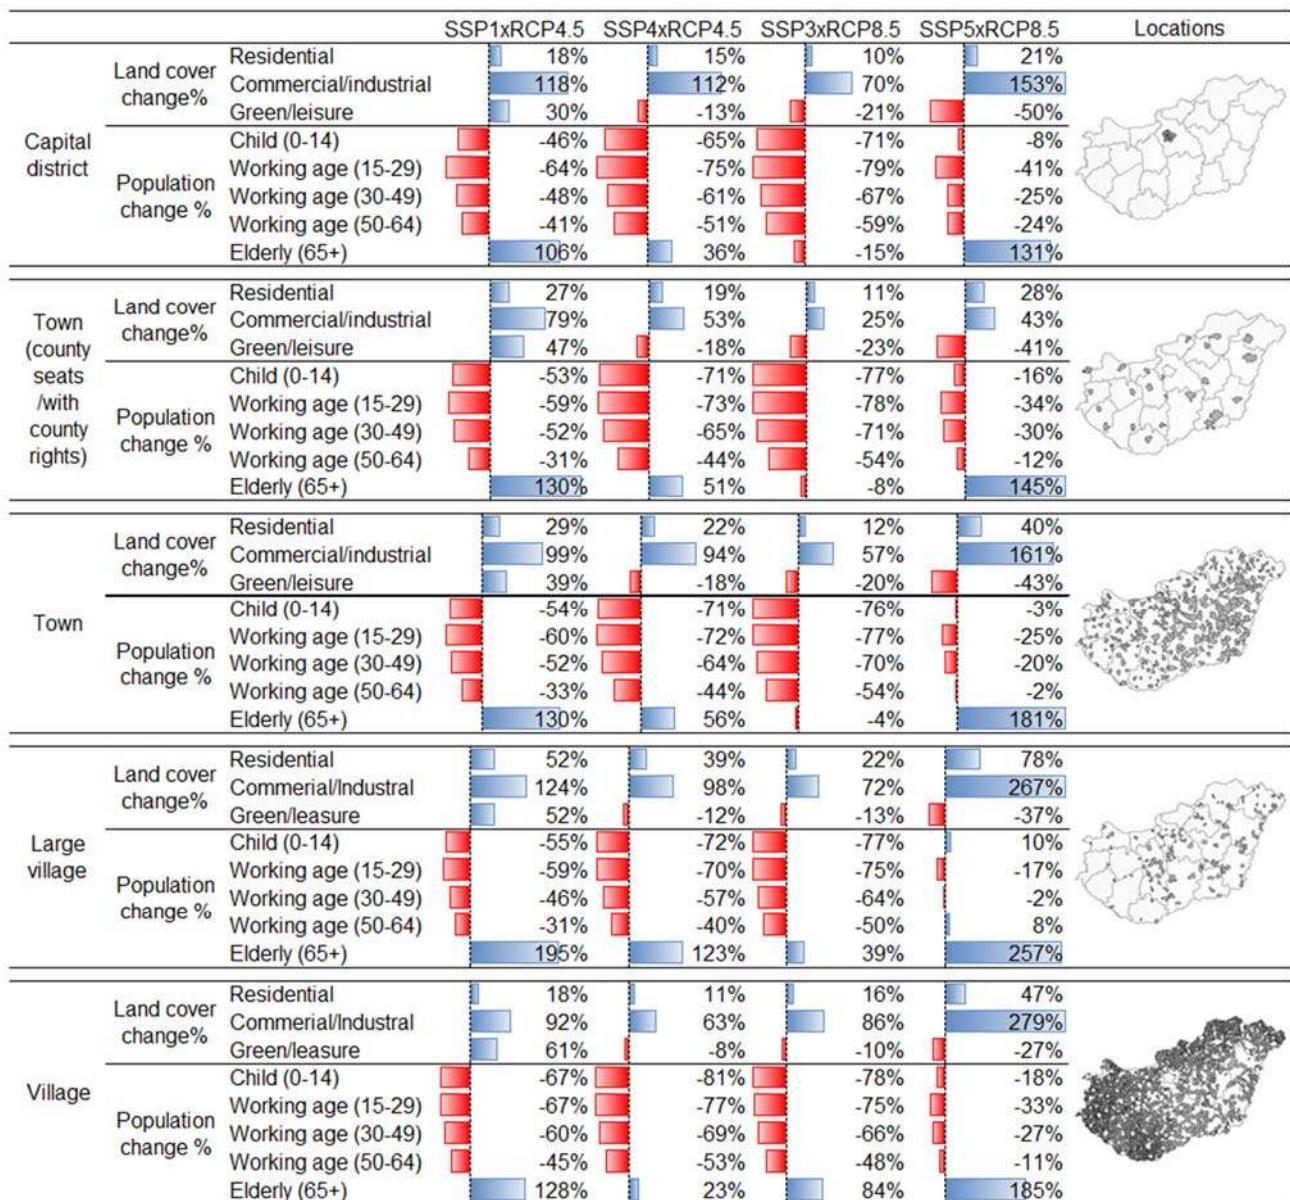 SSP1xRCP4.5 SSP4xRCP4.5 SSP3xRCP8.5 SSP5xRCP8.5 Locations
Capital district
Land cover change%
Residential 18% 15% 10% 21%
Commercial/industrial 118% 112% 70% 153%
Green/leisure 30% -13% -21% -50%
Population change %
Child (0-14) -46% -65% -71% -8%
Working age (15-29) -64% -75% -79% -41%
Working age (30-49) -48% -61% -67% -25%
Working age (50-64) -41% -51% -59% -24%
Elderly (65+) 106% 36% -15% 131%
Town (county seats /with county rights)
Land cover change%
Residential 27% 19% 11% 28%
Commercial/industrial 79% 53% 25% 43%
Green/leisure 47% -18% -23% -41%
Population change %
Child (0-14) -53% -71% -77% -16%
Working age (15-29) -59% -73% -78% -34%
Working age (30-49) -52% -65% -71% -30%
Working age (50-64) -31% -44% -54% -12%
Elderly (65+) 130% 51% -8% 145%
Town
Land cover change%
Residential 29% 22% 12% 40%
Commercial/industrial 99% 94% 57% 161%
Green/leisure 39% -18% -20% -43%
Population change %
Child (0-14) -54% -71% -76% -3%
Working age (15-29) -60% -72% -77% -25%
Working age (30-49) -52% -64% -70% -20%
Working age (50-64) -33% -44% -54% -2%
Elderly (65+) 130% 56% -4% 181%
Large village
Land cover change%
Residential 52% 39% 22% 78%
Commerial/Industral 124% 98% 72% 267%
Green/leasure 52% -12% -13% -37%
Population change %
Child (0-14) -55% -72% -77% 10%
Working age (15-29) -59% -70% -75% -17%
Working age (30-49) -46% -57% -64% -2%
Working age (50-64) -31% -40% -50% 8%
Elderly (65+) 195% 123% 39% 257%
Village
Land cover change%
Residential 18% 11% 16% 47%
Commerial/Industral 92% 63% 86% 279%
Green/leasure 61% -8% -10% -27%
Population change %
Child (0-14) -67% -81% -78% -18%
Working age (15-29) -67% -77% -75% -33%
Working age (30-49) -60% -69% -66% -27%
Working age (50-64) -45% -53% -48% -11%
Elderly (65+) 128% 23% 84% 185%